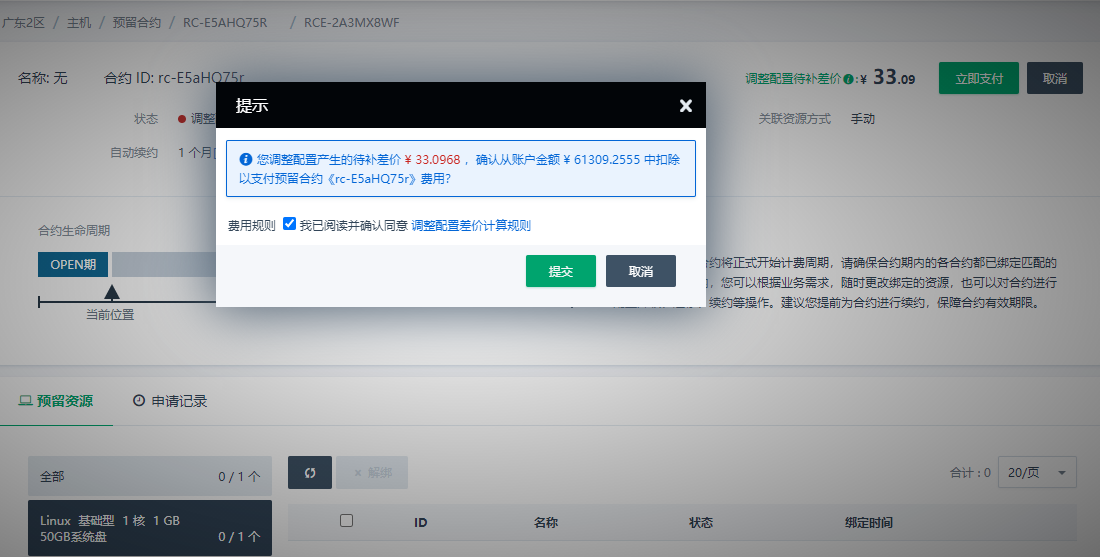 广东2区 / 主机 / 预留合约 / RC-E5AHQ75R / RCE-2A3MX8WF
名称: 无 合约 ID: rc-E5aHQ75r
调整配置待补差价 : ¥ 33.09 立即支付 取消
状态 调整
关联资源方式 手动
自动续约 1 个月
提示
您调整配置产生的待补差价 ¥ 33.0968 ，确认从账户金额 ¥ 61309.2555 中扣除
以支付预留合约《rc-E5aHQ75r》费用?
费用规则 我已阅读并确认同意 调整配置差价计算规则
提交 取消
合约生命周期
OPEN期
当前位置
约将正式开始计费周期，请确保合约期内的各合约都已绑定匹配的
，您可以根据业务需求，随时更改绑定的资源，也可以对合约进行
续约等操作。建议您提前为合约进行续约，保障合约有效期限。
预留资源 申请记录
全部 0 / 1 个
解绑
合计 : 0 20/页
Linux 基础型 1 核 1 GB
50GB系统盘 0 / 1 个
ID 名称 状态 绑定时间